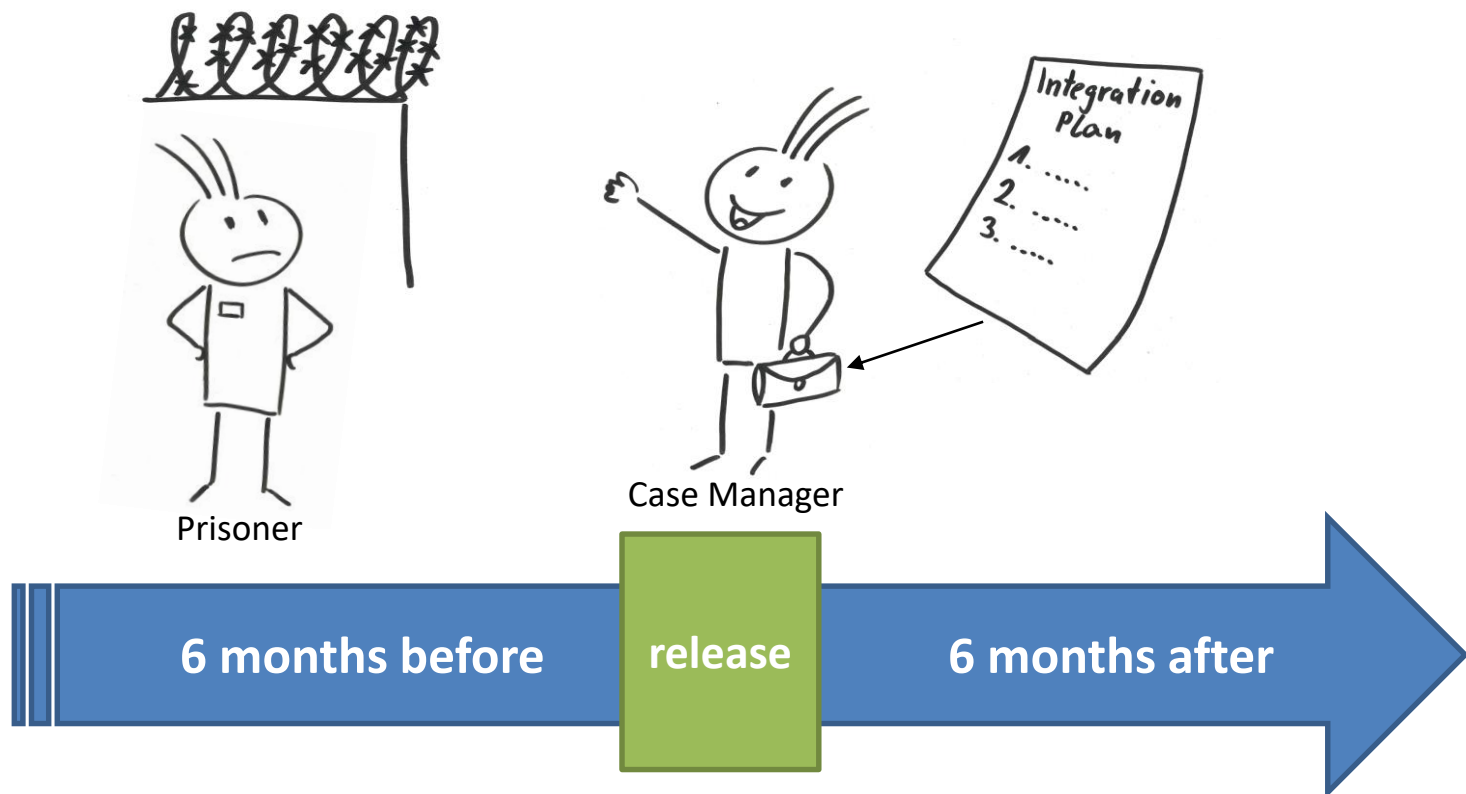 Integration
Plan
1. .....
2. .....
3. .....
Case Manager
Prisoner
6 months before
release
6 months after